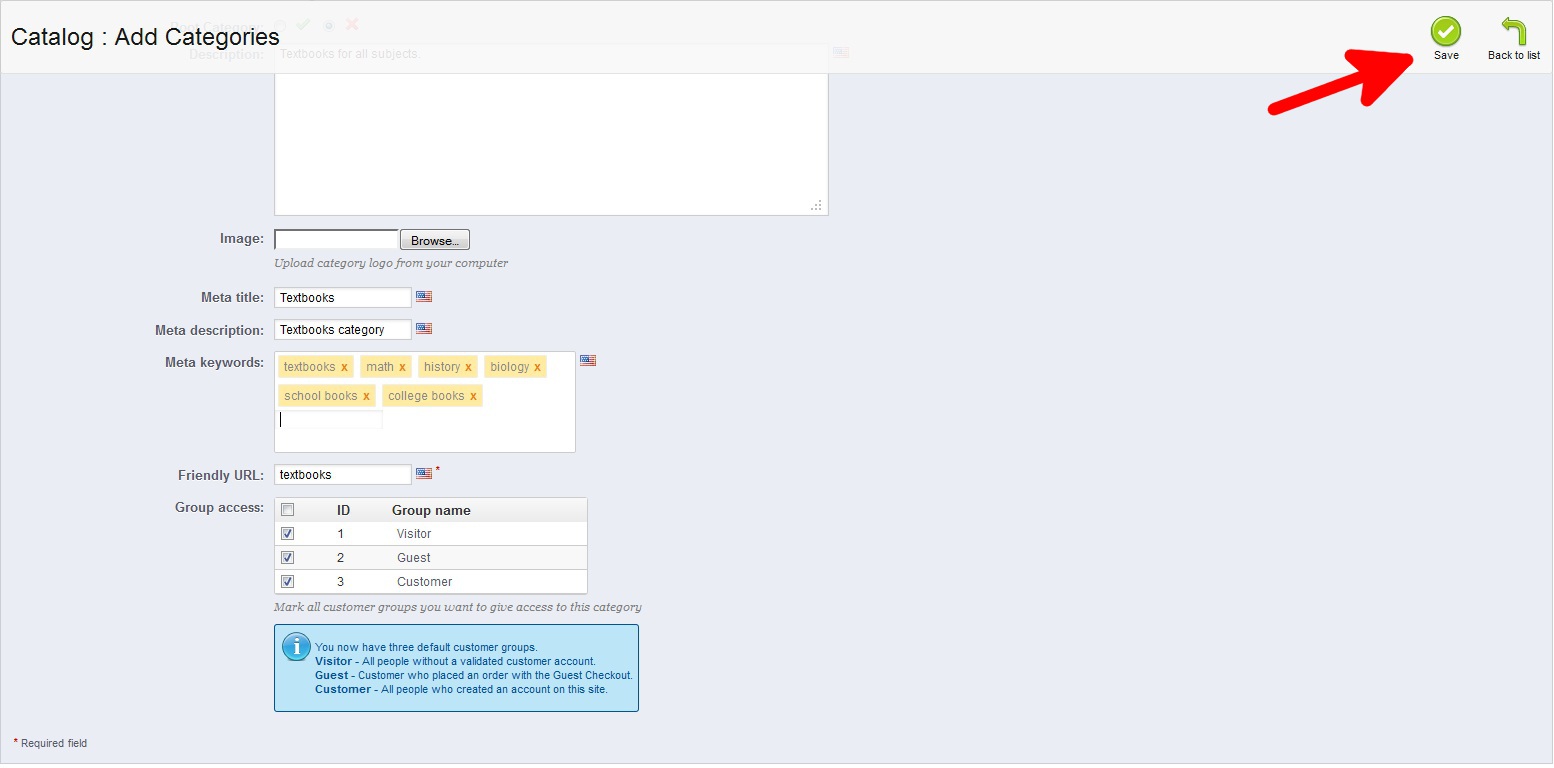 Root Category:
Catalog : Add Categories
Save
Back to list
Description:
Textbooks for all subjects.
Image:
Browse...
Upload category logo from your computer
Meta title:
Textbooks
Meta description:
Textbooks category
Meta keywords:
textbooks x math x history x biology x
school books x college books x
Friendly URL:
textbooks
*
Group access:
ID Group name
1 Visitor
2 Guest
3 Customer
Mark all customer groups you want to give access to this category
You now have three default customer groups.
Visitor - All people without a validated customer account.
Guest - Customer who placed an order with the Guest Checkout.
Customer - All people who created an account on this site.
* Required field